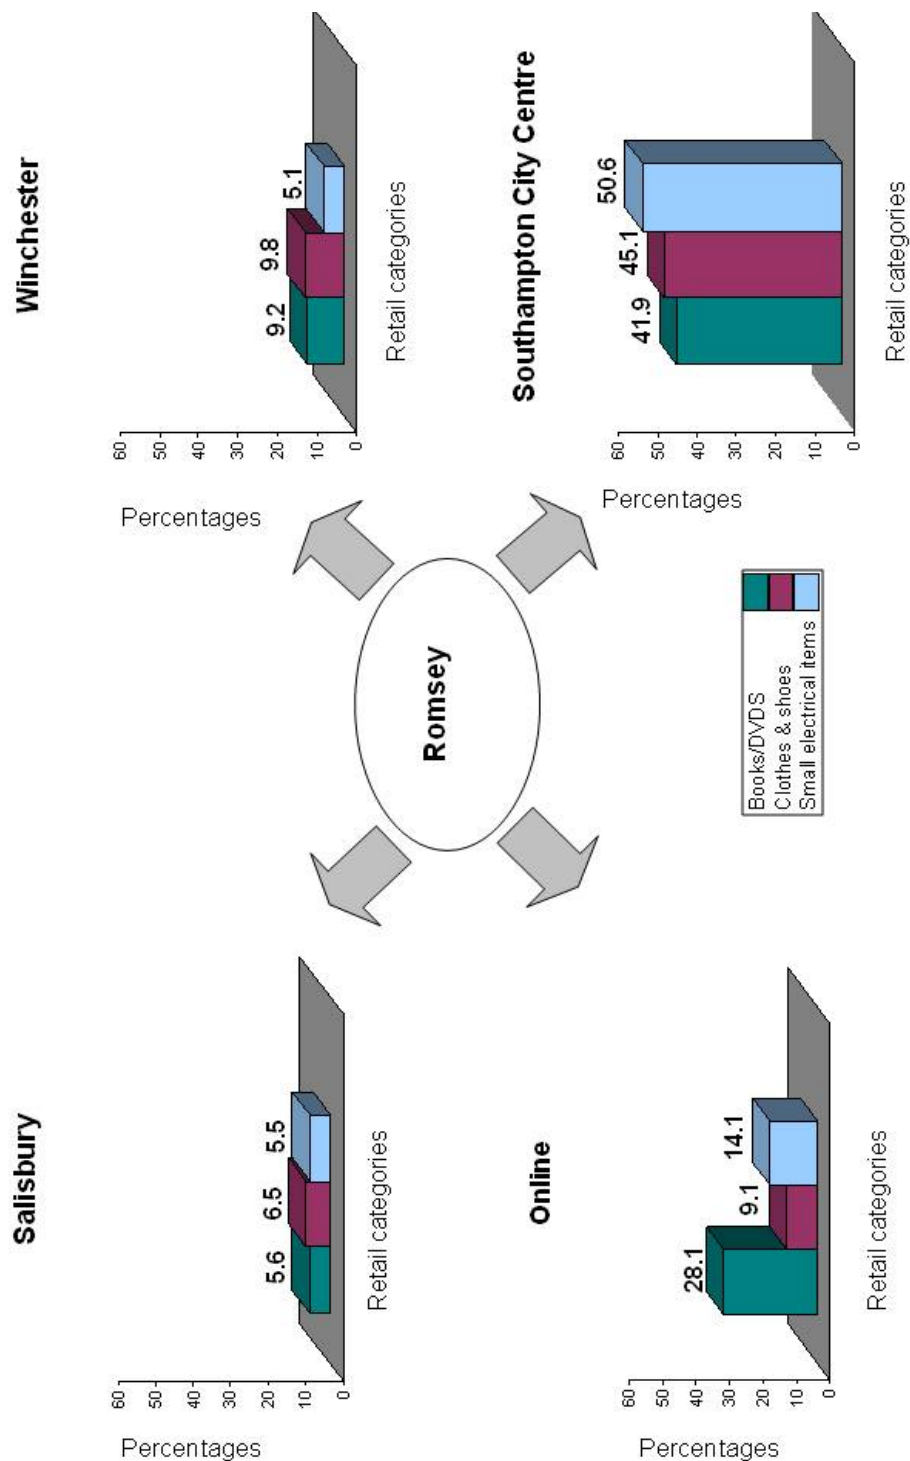 Salisbury
Percentages
60
50
40
30
20
10
0
5.6
6.5
5.5
Retail categories
Winchester
Percentages
60
50
40
30
20
10
0
9.2
9.8
5.1
Retail categories
Romsey
Online
Percentages
60
50
40
30
20
10
0
28.1
9.1
14.1
Retail categories
Books/DVDS
Clothes & shoes
Small electrical items
Southampton City Centre
Percentages
60
50
40
30
20
10
0
41.9
45.1
50.6
Retail categories